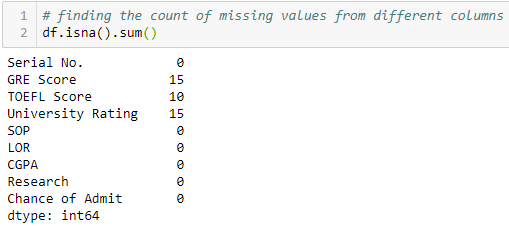 1 # finding the count of missing values from different columns
2 df.isna().sum()
Serial No. 0
GRE Score 15
TOEFL Score 10
University Rating 15
SOP 0
LOR 0
CGPA 0
Research 0
Chance of Admit 0
dtype: int64